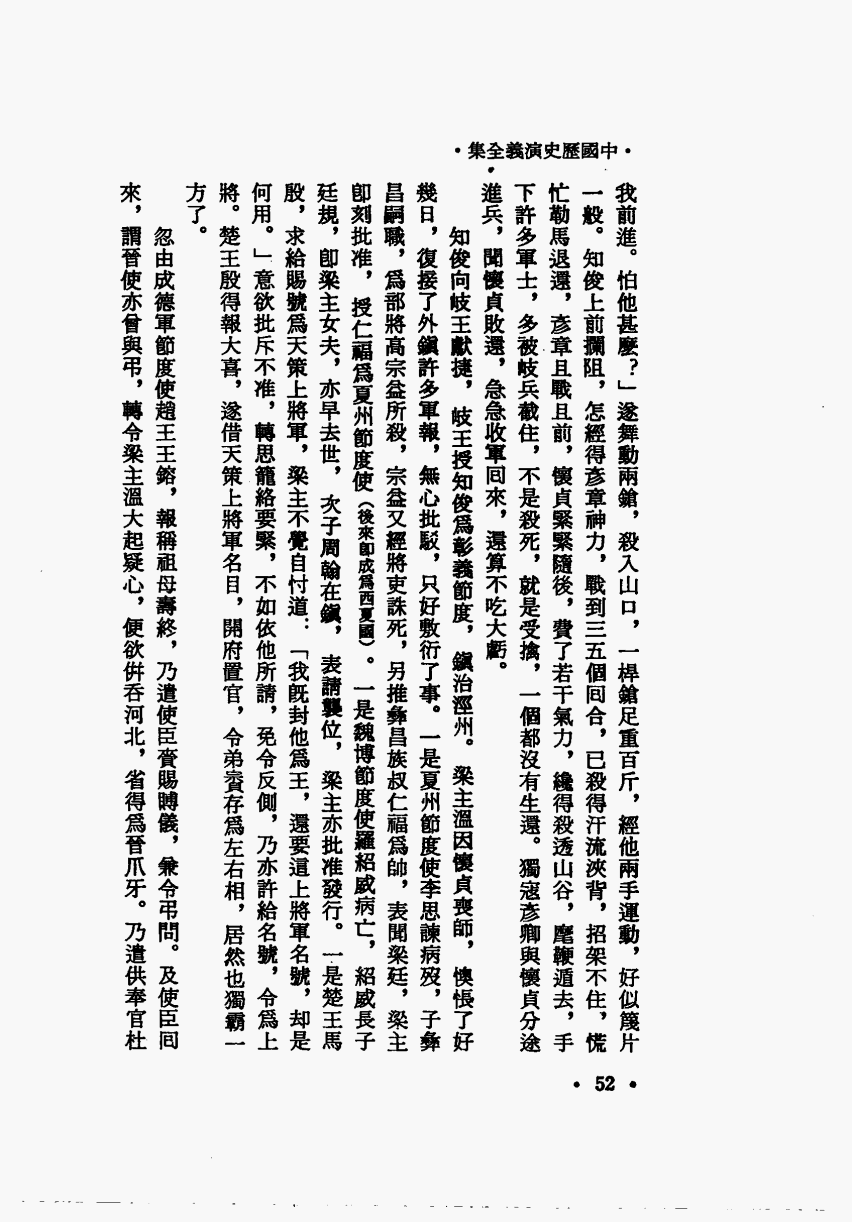 •中國歷史演義全集•
我前進。怕他甚麼？」遂舞動兩鎗，殺入山口，一桿鎗足重百斤，經他兩手運動，好似篾片
一般。知俊上前攔阻，怎經得彥章神力，戰到三五個囘合，已殺得汗流浹背，招架不住，慌
忙勒馬退還，彥章且戰且前，懷貞緊緊隨後，費了若干氣力，纔得殺透山谷，麾鞭遁去，手
下許多軍士，多被岐兵截住，不是殺死，就是受擒，一個都沒有生還。獨寇彥卿與懷貞分途
進兵，聞懷貞敗還，急急收軍囘來，還算不吃大虧。
知俊向岐王獻捷，岐王授知俊爲彰義節度，鎭治涇州。梁主溫因懷貞喪師，懊悵了好
幾日，復接了外鎭許多軍報，無心批駁，只好敷衍了事。一是夏州節度使李思諫病歿，子彝
昌嗣職，爲部將高宗益所殺，宗益又經將吏誅死，另推彝昌族叔仁福爲帥，表聞梁廷，梁主
卽刻批准，授仁福爲夏州節度使（後來卽成爲西夏國）。一是魏博節度使羅紹威病亡，紹威長子
廷規，卽梁主女夫，亦早去世，次子周翰在鎭，表請襲位，梁主亦批准發行。一是楚王馬
殷，求給賜號爲天策上將軍，梁主不覺自忖道：「我旣封他爲王，還要這上將軍名號，却是
何用。」意欲批斥不准，轉思籠絡要緊，不如依他所請，免令反側，乃亦許給名號，令爲上
將。楚王殷得報大喜，遂借天策上將軍名目，開府置官，令弟賨存爲左右相，居然也獨霸一
方了。
忽由成德軍節度使趙王王鎔，報稱祖母壽終，乃遣使臣賫賜賻儀，兼令弔問。及使臣囘
來，謂晉使亦曾與弔，轉令梁主溫大起疑心，便欲倂吞河北，省得爲晉爪牙。乃遣供奉官杜
• 52 •